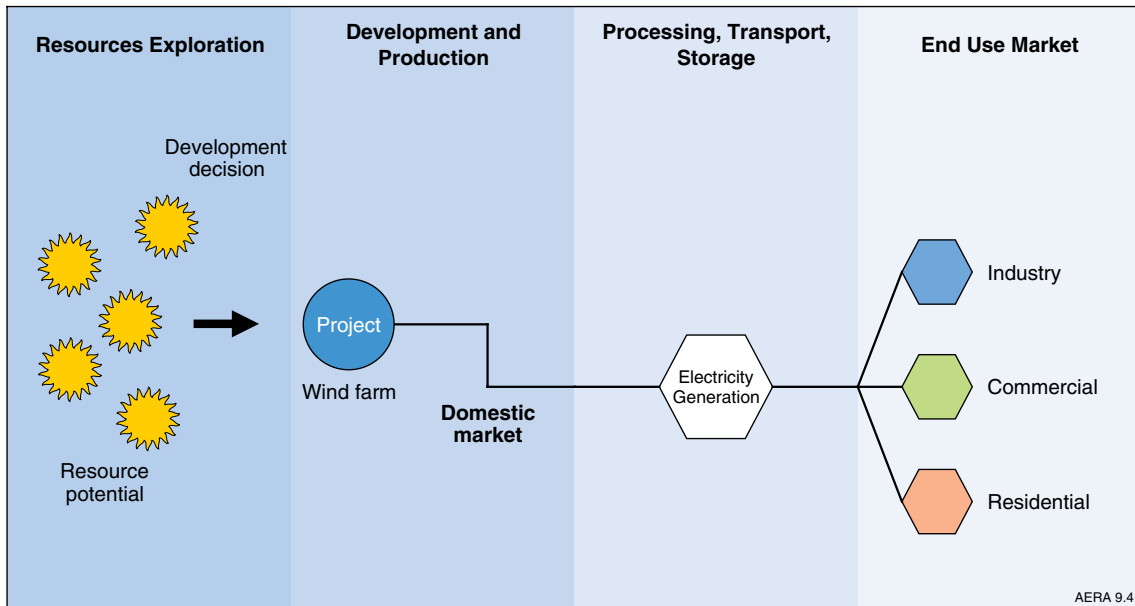 Resources Exploration
Development and
Production
Processing, Transport,
Storage
End Use Market
Development
decision
Resource
potential
Project
Wind farm
Domestic
market
Electricity
Generation
Industry
Commercial
Residential
AERA 9.4